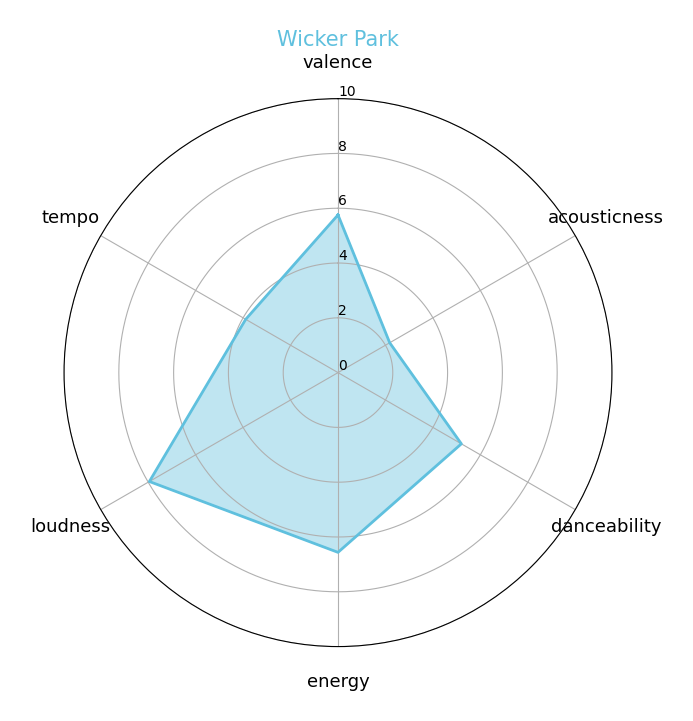 Wicker Park
valence
10
8
6
4
2
0
tempo
acousticness
loudness
danceability
energy